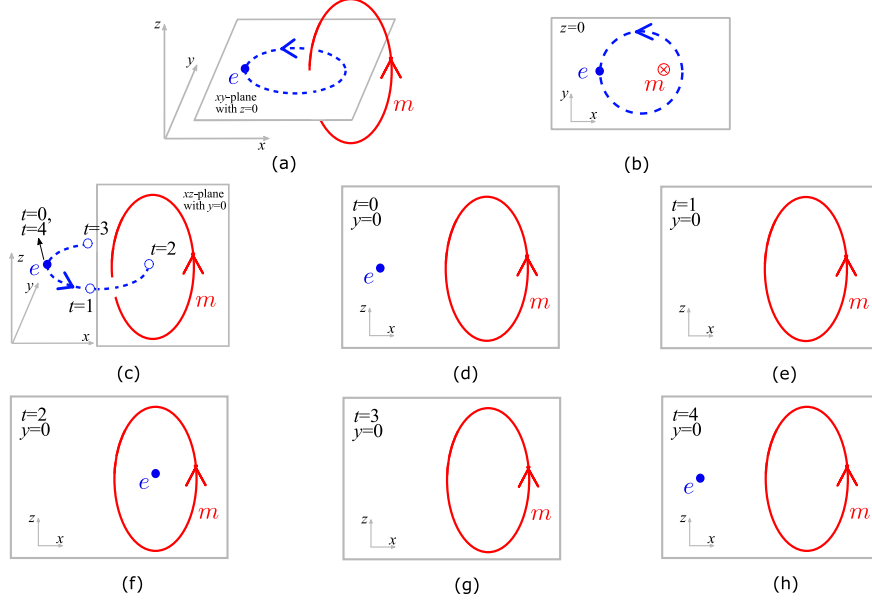 z
y
x
e
m
xy-plane
with z=0
(a)
z=0
e
m
y
x
(b)
t=0,
t=4
t=3
t=2
t=1
xz-plane
with y=0
z
y
x
e
m
(c)
t=0
y=0
e
m
z
x
(d)
t=1
y=0
m
z
x
(e)
t=2
y=0
e
m
z
x
(f)
t=3
y=0
m
z
x
(g)
t=4
y=0
e
m
z
x
(h)